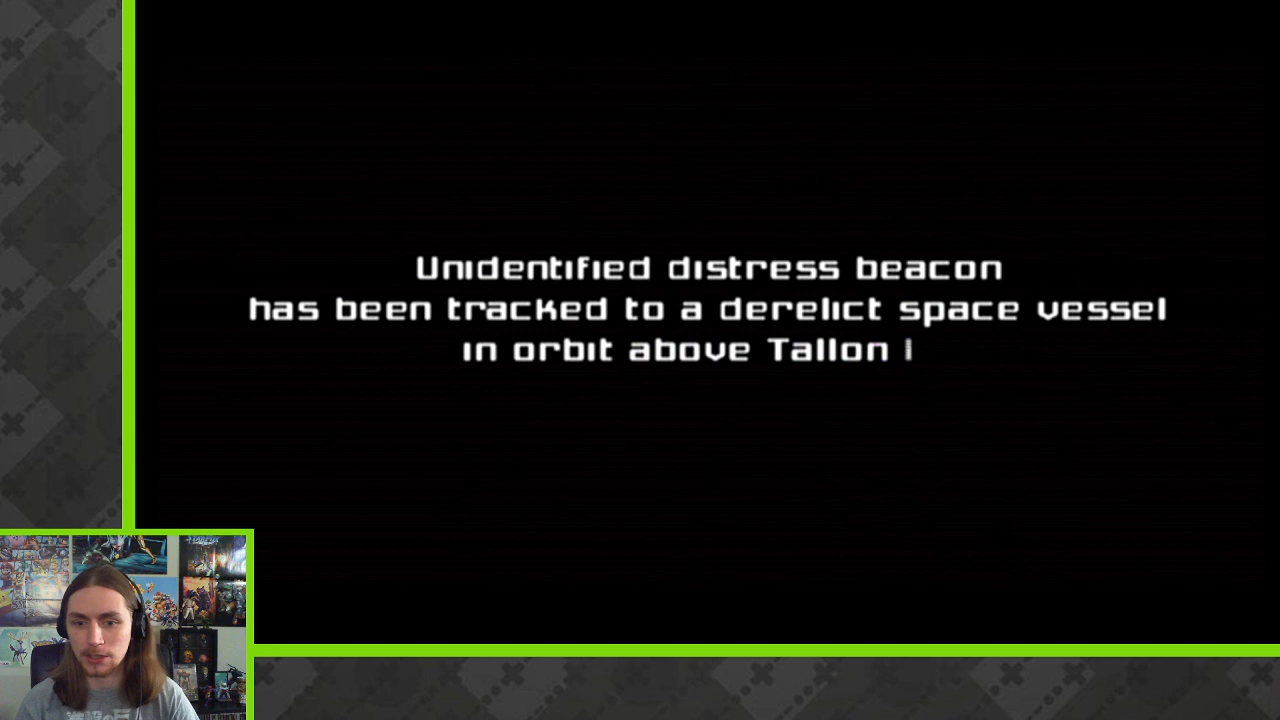 Unidentified distress beacon
has been tracked to a derelict space vessel
in orbit above Tallon I